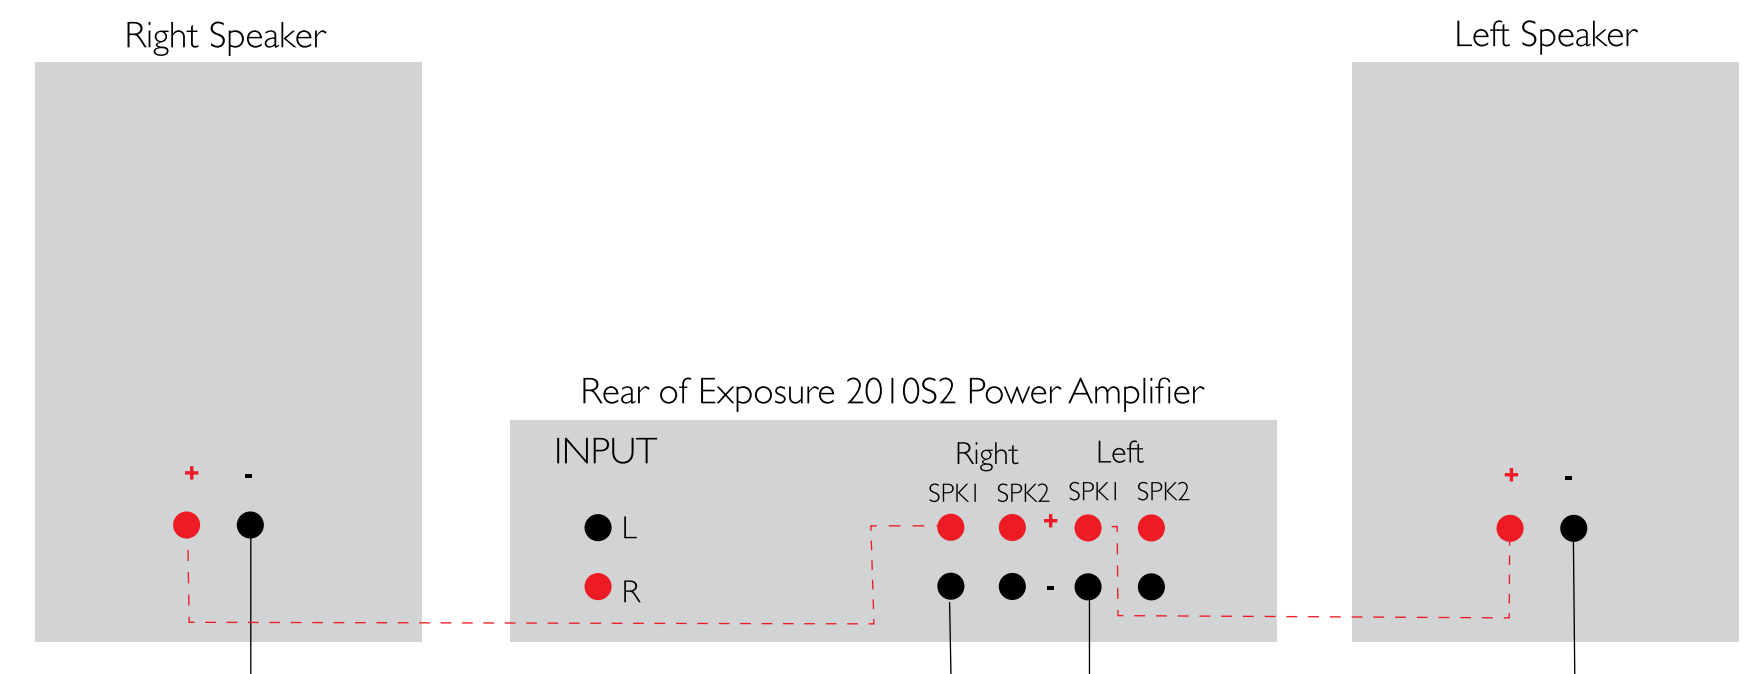 Right Speaker
Left Speaker
Rear of Exposure 2010S2 Power Amplifier
INPUT
Right
Left
SPK1 SPK2 SPK1 SPK2
+ -
L
+
R
-
+ -